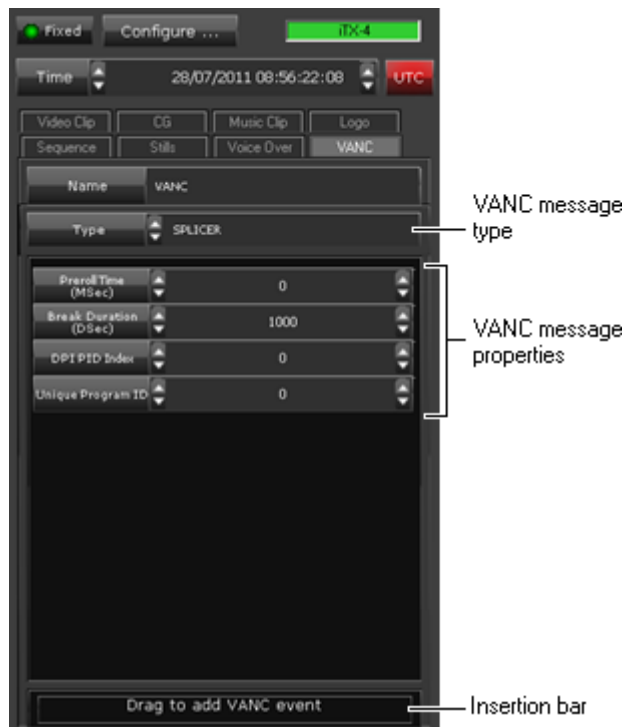 Fixed Configure ... iTX-4
Time 28/07/2011 08:56:22:08 UTC
Video Clip CG Music Clip Logo
Sequence Stills Voice Over VANC
Name VANC
Type SPLICER
VANC message
type
Preroll Time
(MSec) 0
Break Duration
(DSec) 1000
DPI PID Index 0
Unique Program ID 0
VANC message
properties
Drag to add VANC event
Insertion bar